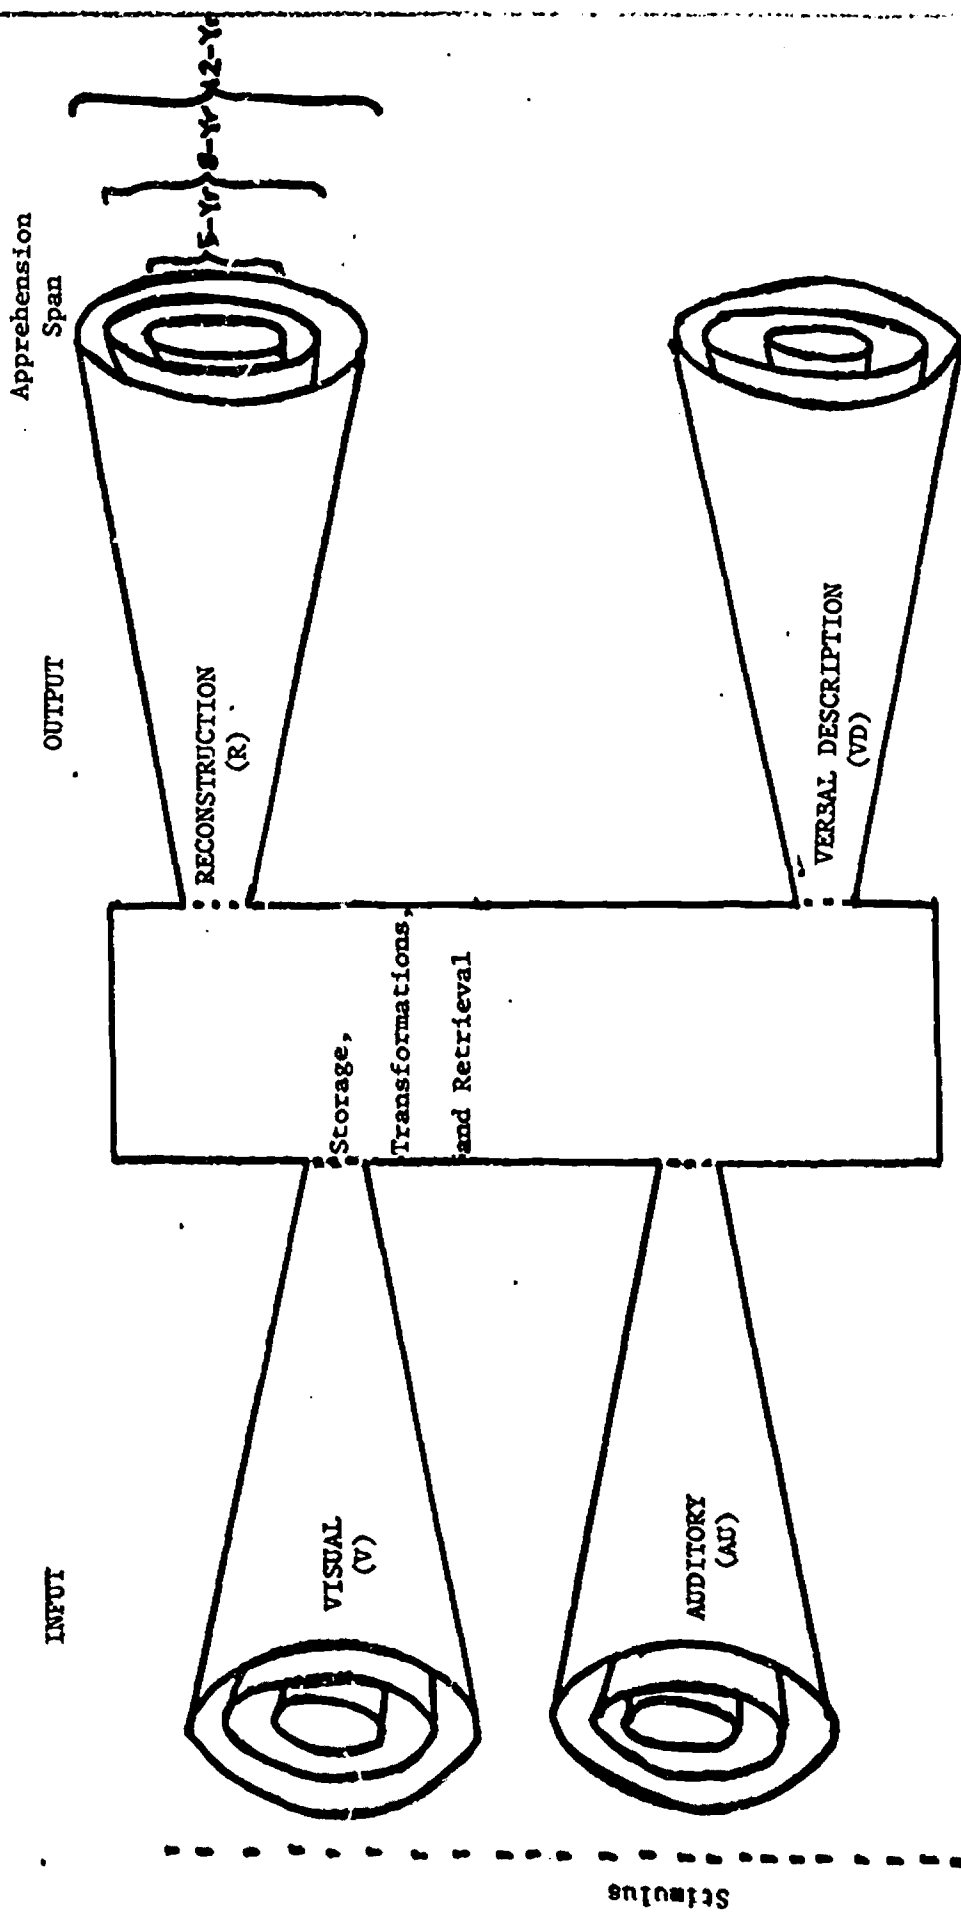 INPUT
OUTPUT
Apprehension
Span
5-Yr
8-Yr
12-Yr
Stimulus
VISUAL
(V)
AUDITORY
(AU)
Storage,
Transformations,
and Retrieval
RECONSTRUCTION
(R)
VERBAL DESCRIPTION
(VD)